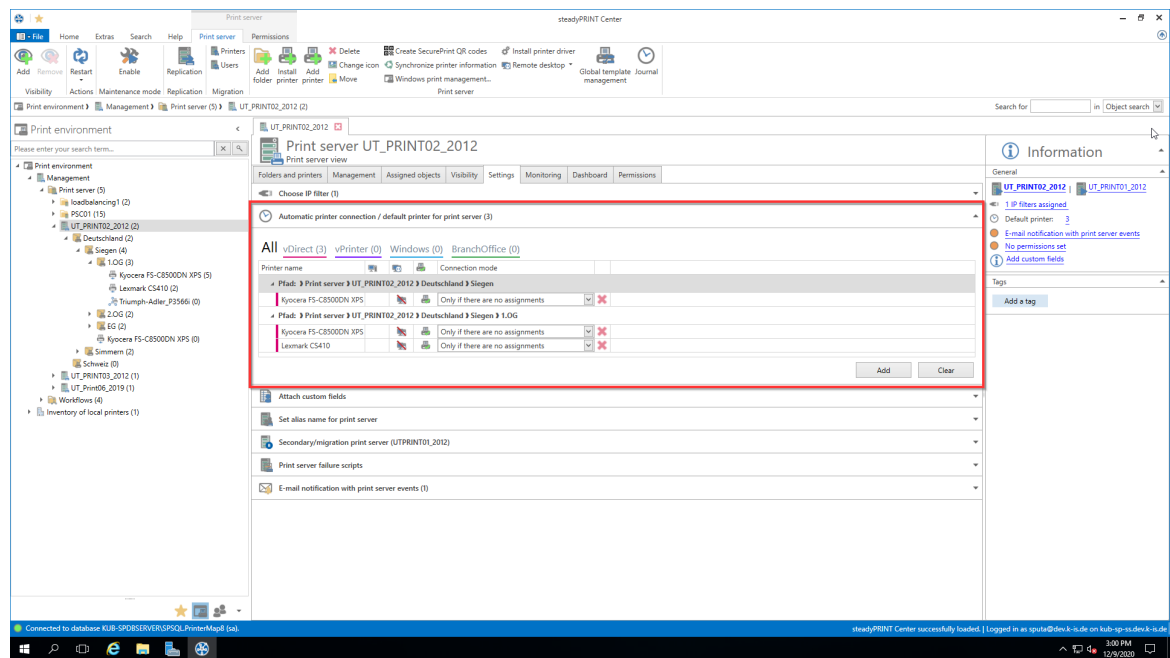 Print server
steadyPRINT Center
File Home Extras Search Help Print server Permissions
Add Remove Restart Enable Replication Printers Users
Add folder Install printer Add printer
Delete Change icon Move
Create SecurePrint QR codes Install printer driver
Synchronize printer information Remote desktop
Windows print management...
Global template management Journal
Visibility Actions Maintenance mode Replication Migration Print server
Print environment Management Print server (5) UT_PRINT02_2012 (2)
Search for in Object search
Print environment
Please enter your search term...
Print environment
Management
Print server (5)
loadbalancing1 (2)
PSC01 (15)
UT_PRINT02_2012 (2)
Deutschland (2)
Siegen (4)
1.OG (3)
Kyocera FS-C8500DN XPS (5)
Lexmark CS410 (2)
Triumph-Adler_P3566i (0)
2.OG (2)
EG (2)
Kyocera FS-C8500DN XPS (0)
Simmern (2)
Schweiz (0)
UT_PRINT03_2012 (1)
UT_Print06_2019 (1)
Workflows (4)
Inventory of local printers (1)
UT_PRINT02_2012
Print server UT_PRINT02_2012
Print server view
Folders and printers Management Assigned objects Visibility Settings Monitoring Dashboard Permissions
Choose IP filter (1)
Automatic printer connection / default printer for print server (3)
All vDirect (3) vPrinter (0) Windows (0) BranchOffice (0)
Printer name Connection mode
Pfad: Print server UT_PRINT02_2012 Deutschland Siegen
Kyocera FS-C8500DN XPS Only if there are no assignments
Pfad: Print server UT_PRINT02_2012 Deutschland Siegen 1.OG
Kyocera FS-C8500DN XPS Only if there are no assignments
Lexmark CS410 Only if there are no assignments
Add Clear
Attach custom fields
Set alias name for print server
Secondary/migration print server (UTPRINT01_2012)
Print server failure scripts
E-mail notification with print server events (1)
Information
General
UT_PRINT02_2012 | UT_PRINT01_2012
1 IP filters assigned
Default printer: 3
E-mail notification with print server events
No permissions set
Add custom fields
Tags
Add a tag
Connected to database KUB-SPDBSERVER\SPSQL.PrinterMap8 (sa).
steadyPRINT Center successfully loaded. | Logged in as sputa@dev.k-is.de on kub-sp-ss.dev.k-is.de
3:00 PM
12/9/2020